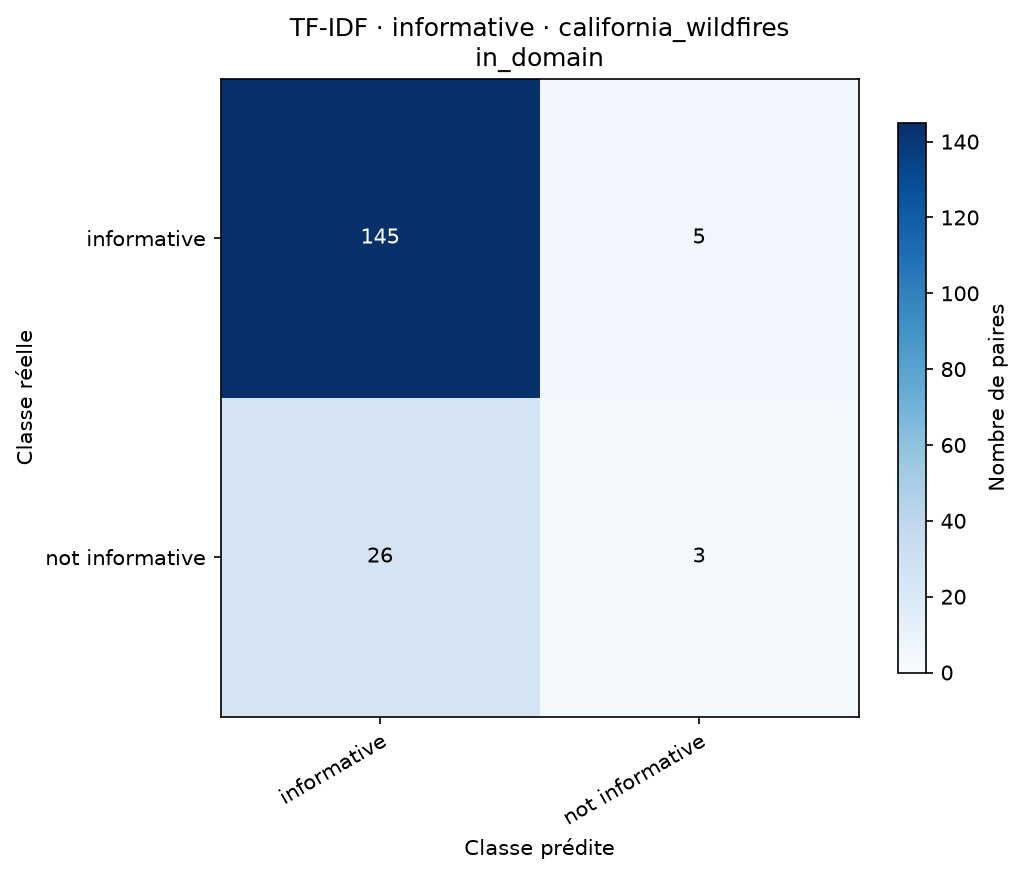 TF-IDF · informative · california_wildfires
in_domain
Classe réelle
informative
145
5
not informative
26
3
informative
not informative
Classe prédite
140
120
100
80
60
40
20
0
Nombre de paires